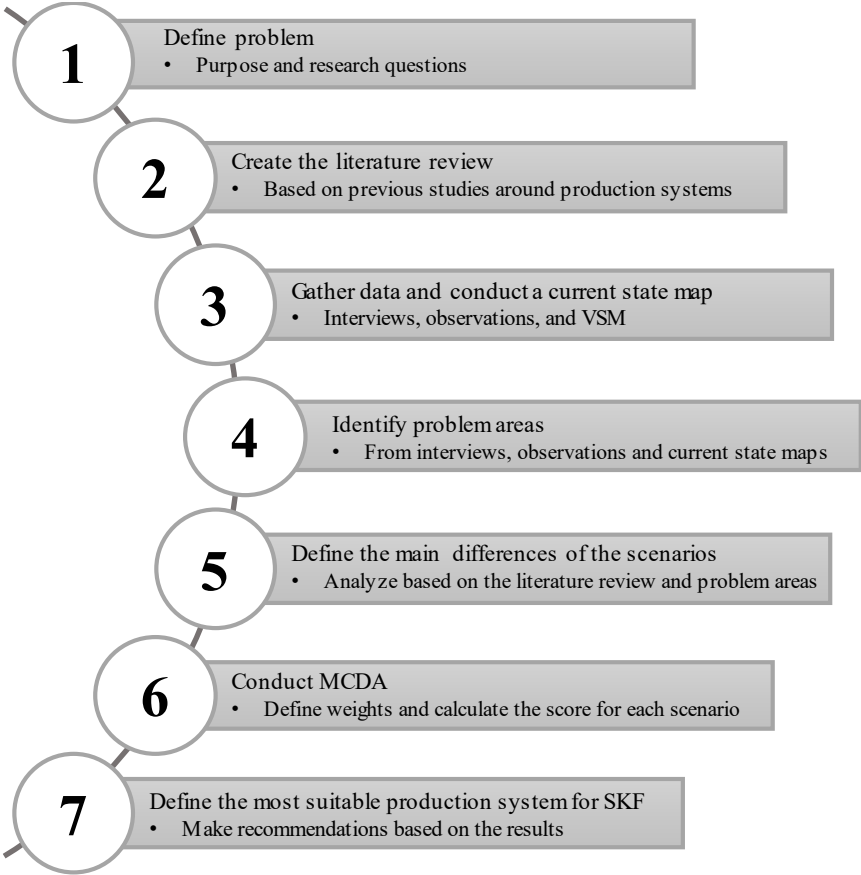 1
Define problem
• Purpose and research questions
2
Create the literature review
• Based on previous studies around production systems
3
Gather data and conduct a current state map
• Interviews, observations, and VSM
4
Identify problem areas
• From interviews, observations and current state maps
5
Define the main differences of the scenarios
• Analyze based on the literature review and problem areas
6
Conduct MCDA
• Define weights and calculate the score for each scenario
7
Define the most suitable production system for SKF
• Make recommendations based on the results